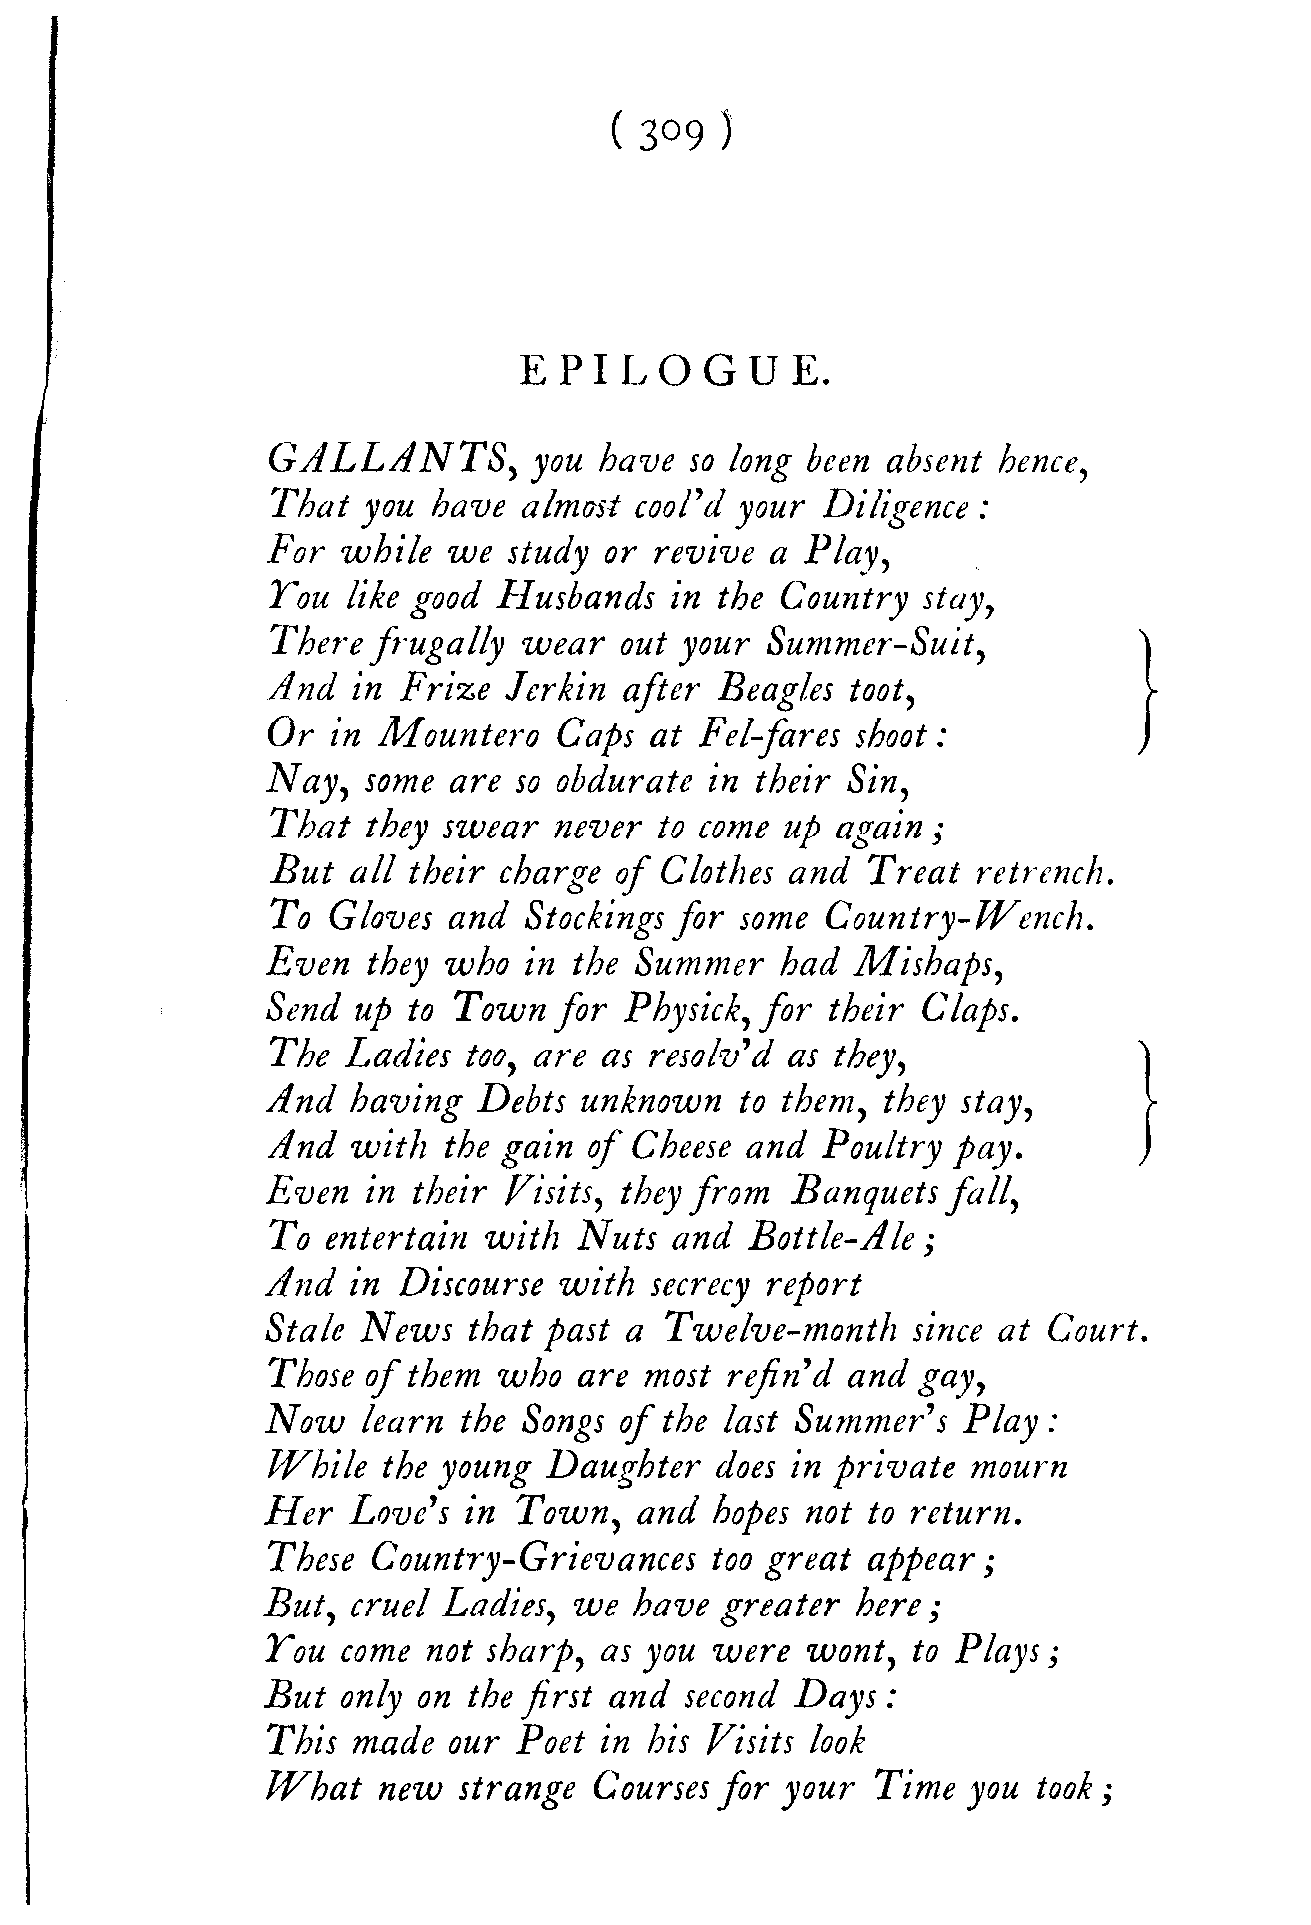 ( 309 )
EPILOGUE.
GALLANTS, you have so long been absent hence,
That you have almost cool'd your Diligence :
For while we study or revive a Play,
You like good Husbands in the Country stay,
There frugally wear out your Summer-Suit,
And in Frize Jerkin after Beagles toot,
Or in Mountero Caps at Fel-fares shoot :
Nay, some are so obdurate in their Sin,
That they swear never to come up again ;
But all their charge of Clothes and Treat retrench.
To Gloves and Stockings for some Country-Wench.
Even they who in the Summer had Mishaps,
Send up to Town for Physick, for their Claps.
The Ladies too, are as resolv'd as they,
And having Debts unknown to them, they stay,
And with the gain of Cheese and Poultry pay.
Even in their Visits, they from Banquets fall,
To entertain with Nuts and Bottle-Ale ;
And in Discourse with secrecy report
Stale News that past a Twelve-month since at Court.
Those of them who are most refin'd and gay,
Now learn the Songs of the last Summer's Play :
While the young Daughter does in private mourn
Her Love's in Town, and hopes not to return.
These Country-Grievances too great appear ;
But, cruel Ladies, we have greater here ;
You come not sharp, as you were wont, to Plays ;
But only on the first and second Days :
This made our Poet in his Visits look
What new strange Courses for your Time you took ;